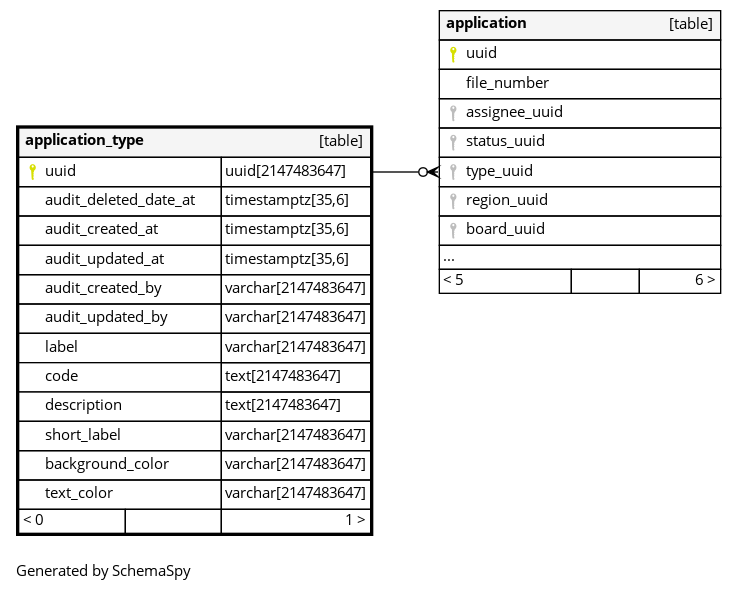 application [table]
uuid
file_number
assignee_uuid
status_uuid
type_uuid
region_uuid
board_uuid
...
< 5 6 >
application_type [table]
uuid uuid[2147483647]
audit_deleted_date_at timestamptz[35,6]
audit_created_at timestamptz[35,6]
audit_updated_at timestamptz[35,6]
audit_created_by varchar[2147483647]
audit_updated_by varchar[2147483647]
label varchar[2147483647]
code text[2147483647]
description text[2147483647]
short_label varchar[2147483647]
background_color varchar[2147483647]
text_color varchar[2147483647]
< 0 1 >
Generated by SchemaSpy